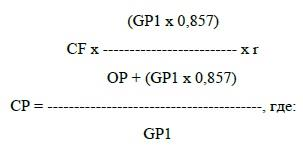 (GP1 x 0,857)
CF x ------------------------- x r
OP + (GP1 x 0,857)
CP = ----------------------------------------, где:
GP1